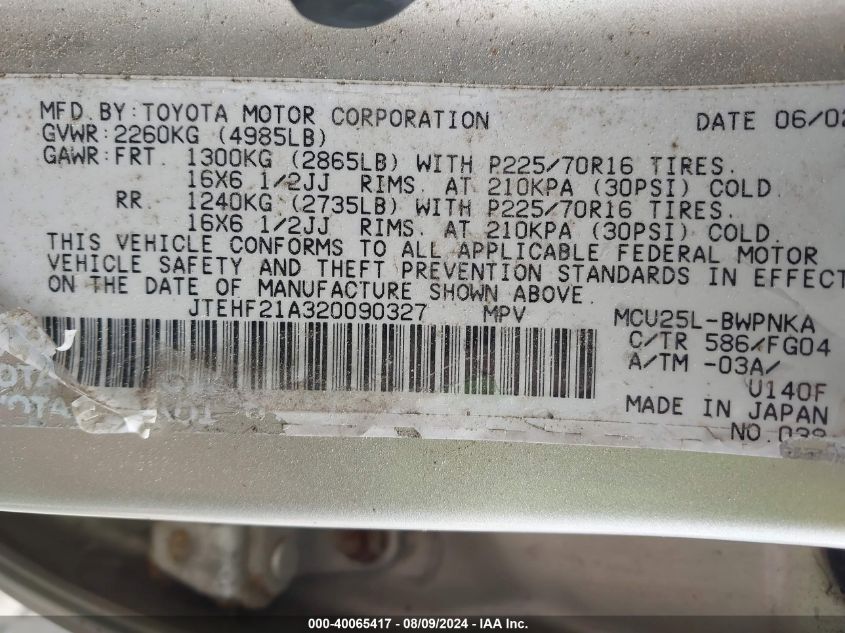 MFD. BY: TOYOTA MOTOR CORPORATION DATE 06/02
GVWR: 2260KG (4985LB)
GAWR: FRT. 1300KG (2865LB) WITH P225/70R16 TIRES.
16X6 1/2JJ RIMS. AT 210KPA (30PSI) COLD.
RR. 1240KG (2735LB) WITH P225/70R16 TIRES.
16X6 1/2JJ RIMS. AT 210KPA (30PSI) COLD.
THIS VEHICLE CONFORMS TO ALL APPLICABLE FEDERAL MOTOR
VEHICLE SAFETY AND THEFT PREVENTION STANDARDS IN EFFECT
ON THE DATE OF MANUFACTURE SHOWN ABOVE.
JTEHF21A320090327 MPV MCU25L-BWPNKA
C/TR 586/FG04
A/TM -03A/
U140F
MADE IN JAPAN
NO.
TOYOTA
000-40065417 - 08/09/2024 - IAA Inc.